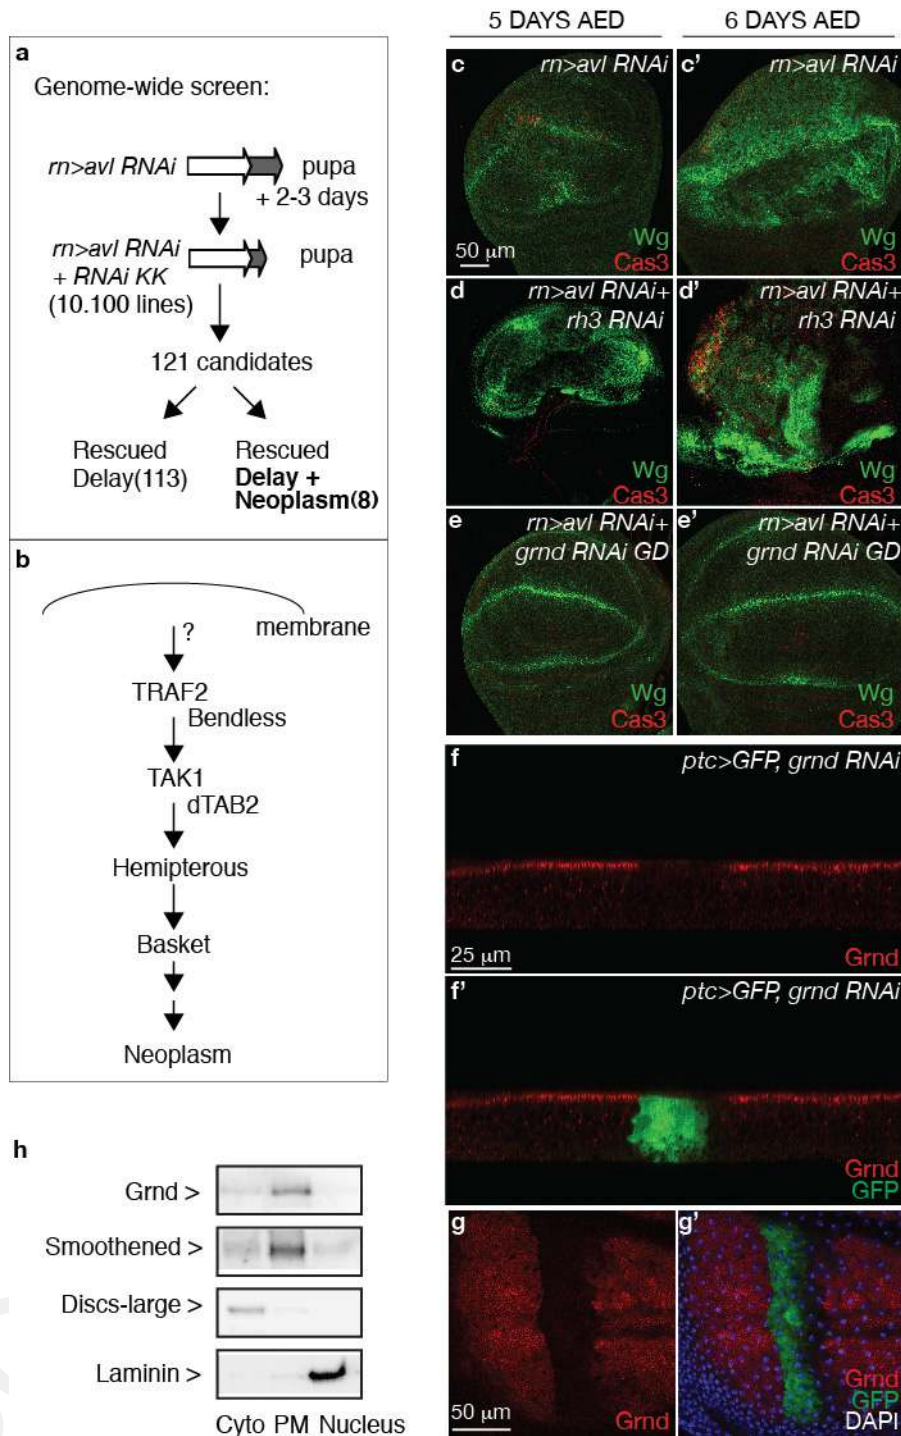 a
Genome-wide screen:
rn>avl RNAi
pupa
+ 2-3 days
rn>avl RNAi
+ RNAi KK
(10.100 lines)
pupa
121 candidates
Rescued
Delay(113)
Rescued
Delay +
Neoplasm(8)
b
membrane
?
TRAF2
Bendless
TAK1
dTAB2
Hemipterous
Basket
Neoplasm
5 DAYS AED
6 DAYS AED
c
rn>avl RNAi
Wg
Cas3
50 µm
c'
rn>avl RNAi
Wg
Cas3
d
rn>avl RNAi+
rh3 RNAi
Wg
Cas3
d'
rn>avl RNAi+
rh3 RNAi
Wg
Cas3
e
rn>avl RNAi+
grnd RNAi GD
Wg
Cas3
e'
rn>avl RNAi+
grnd RNAi GD
Wg
Cas3
f
ptc>GFP, grnd RNAi
25 µm
Grnd
f'
ptc>GFP, grnd RNAi
Grnd
GFP
g
50 µm
Grnd
g'
Grnd
GFP
DAPI
h
Grnd >
Smoothened >
Discs-large >
Laminin >
Cyto PM Nucleus